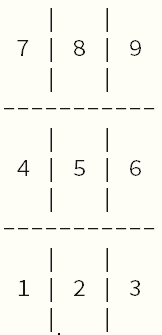 7 | 8 | 9
-----------
4 | 5 | 6
-----------
1 | 2 | 3